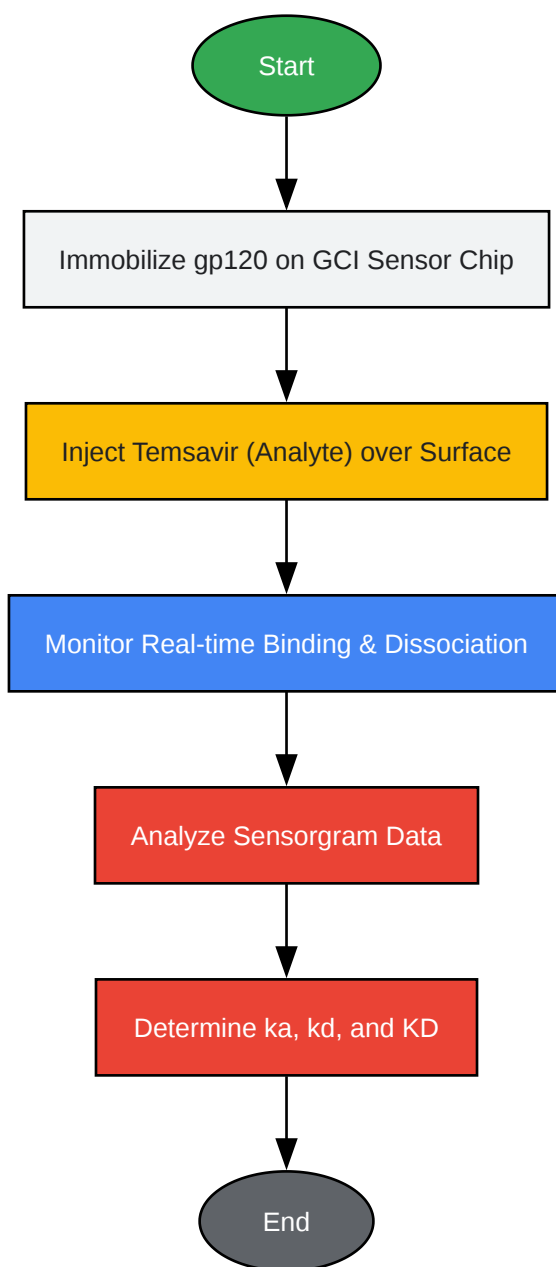 Start
Immobilize gp120 on GCI Sensor Chip
Inject Temsavir (Analyte) over Surface
Monitor Real-time Binding & Dissociation
Analyze Sensorgram Data
Determine ka, kd, and KD
End